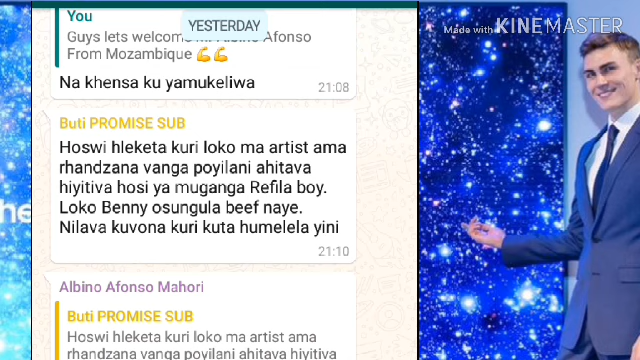 You
YESTERDAY
Guys lets welcome Afonso
From Mozambique 💪💪
Na khensa ku yamukeliwa
21:08
Buti PROMISE SUB
Hoswi hleketa kuri loko ma artist ama
rhandzana vanga poyilani ahitava
hiyitiva hosi ya muganga Refila boy.
Loko Benny osungula beef naye.
Nilava kuvona kuri kuta humelela yini
21:10
Albino Afonso Mahori
Buti PROMISE SUB
Hoswi hleketa kuri loko ma artist ama
rhandzana vanga poyilani ahitava
hiyitiva
he
Made with KINEMASTER